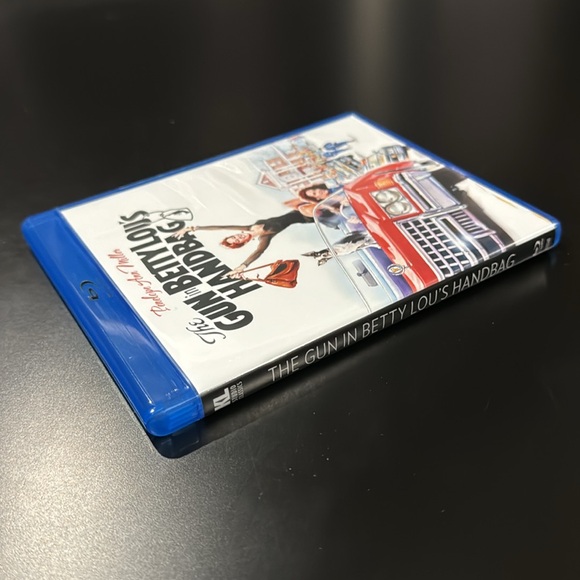 Penelope Ann Miller
The
GUN in
BETTY LOU'S
HANDBAG
THE GUN IN BETTY LOU'S HANDBAG